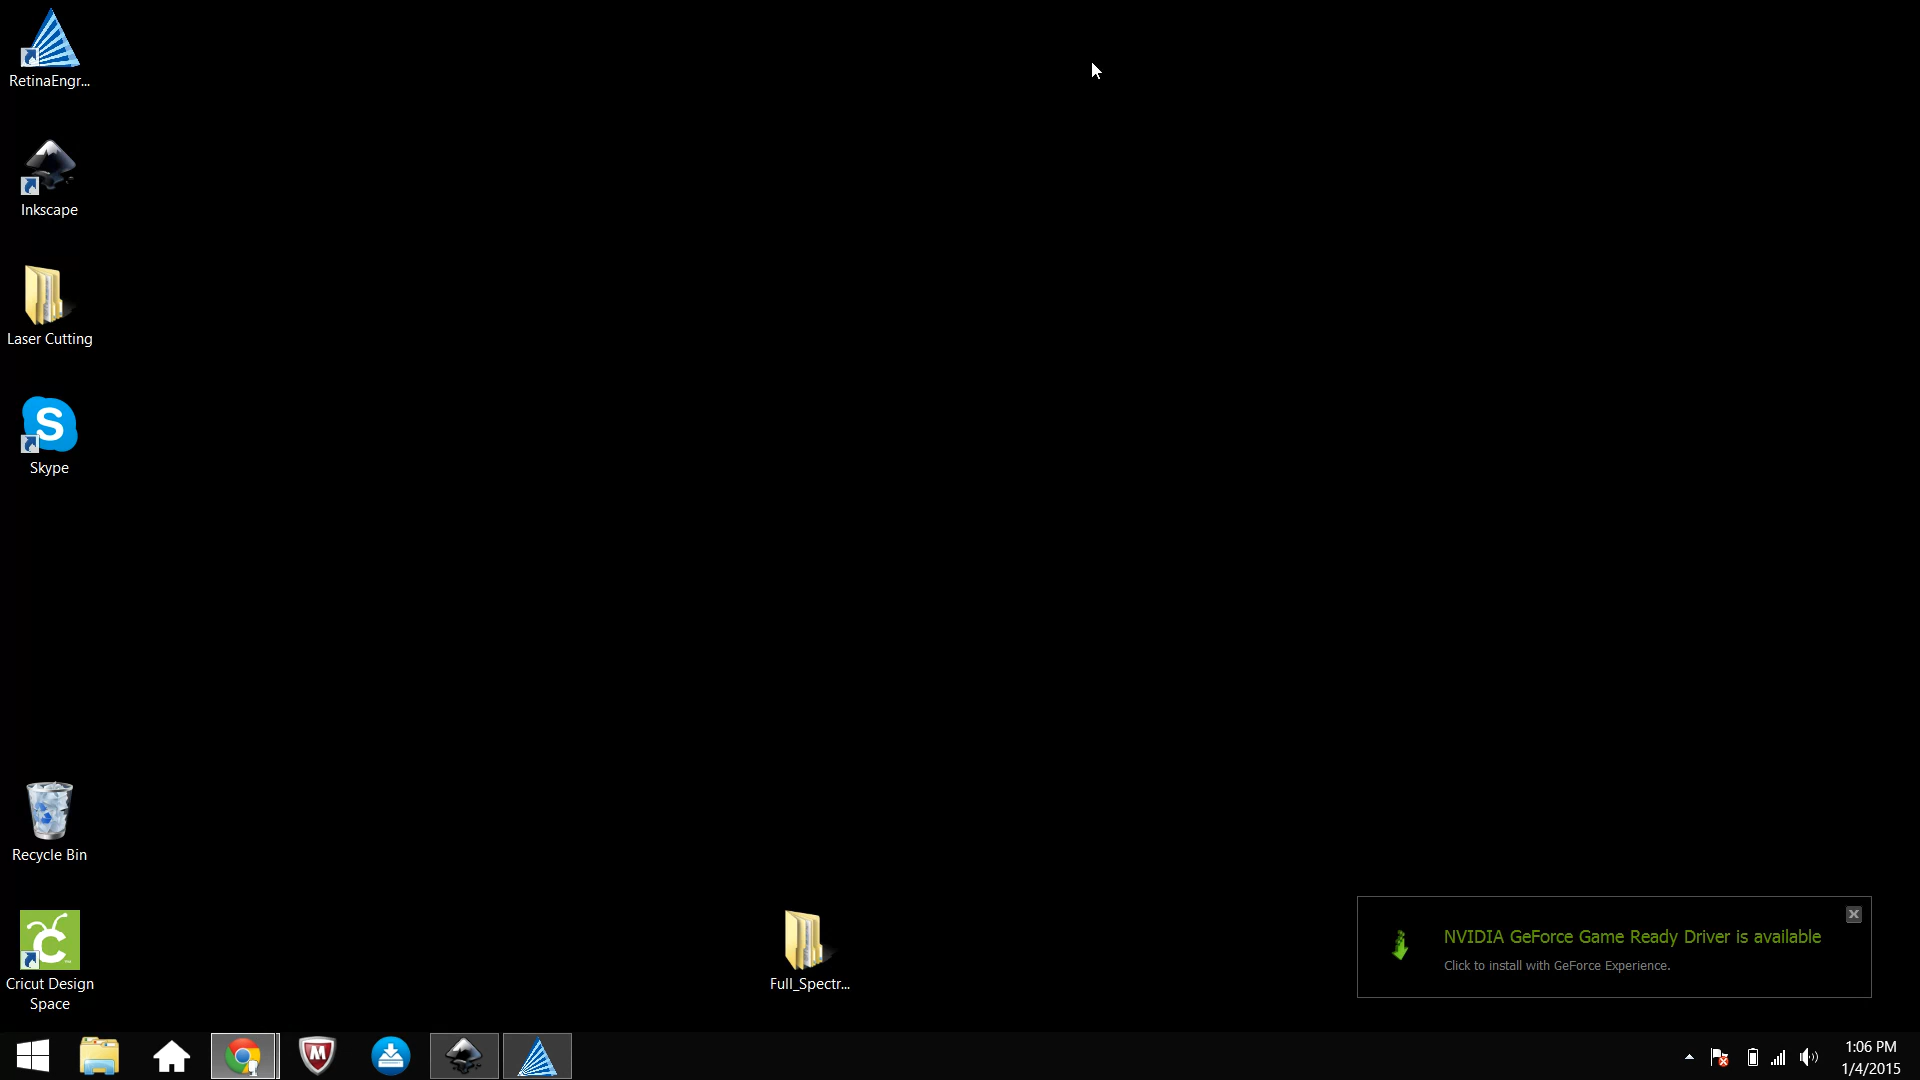 RetinaEngr...
Inkscape
Laser Cutting
Skype
Recycle Bin
Cricut Design
Space
Full_Spectr...
NVIDIA GeForce Game Ready Driver is available
Click to install with GeForce Experience.
1:06 PM
1/4/2015